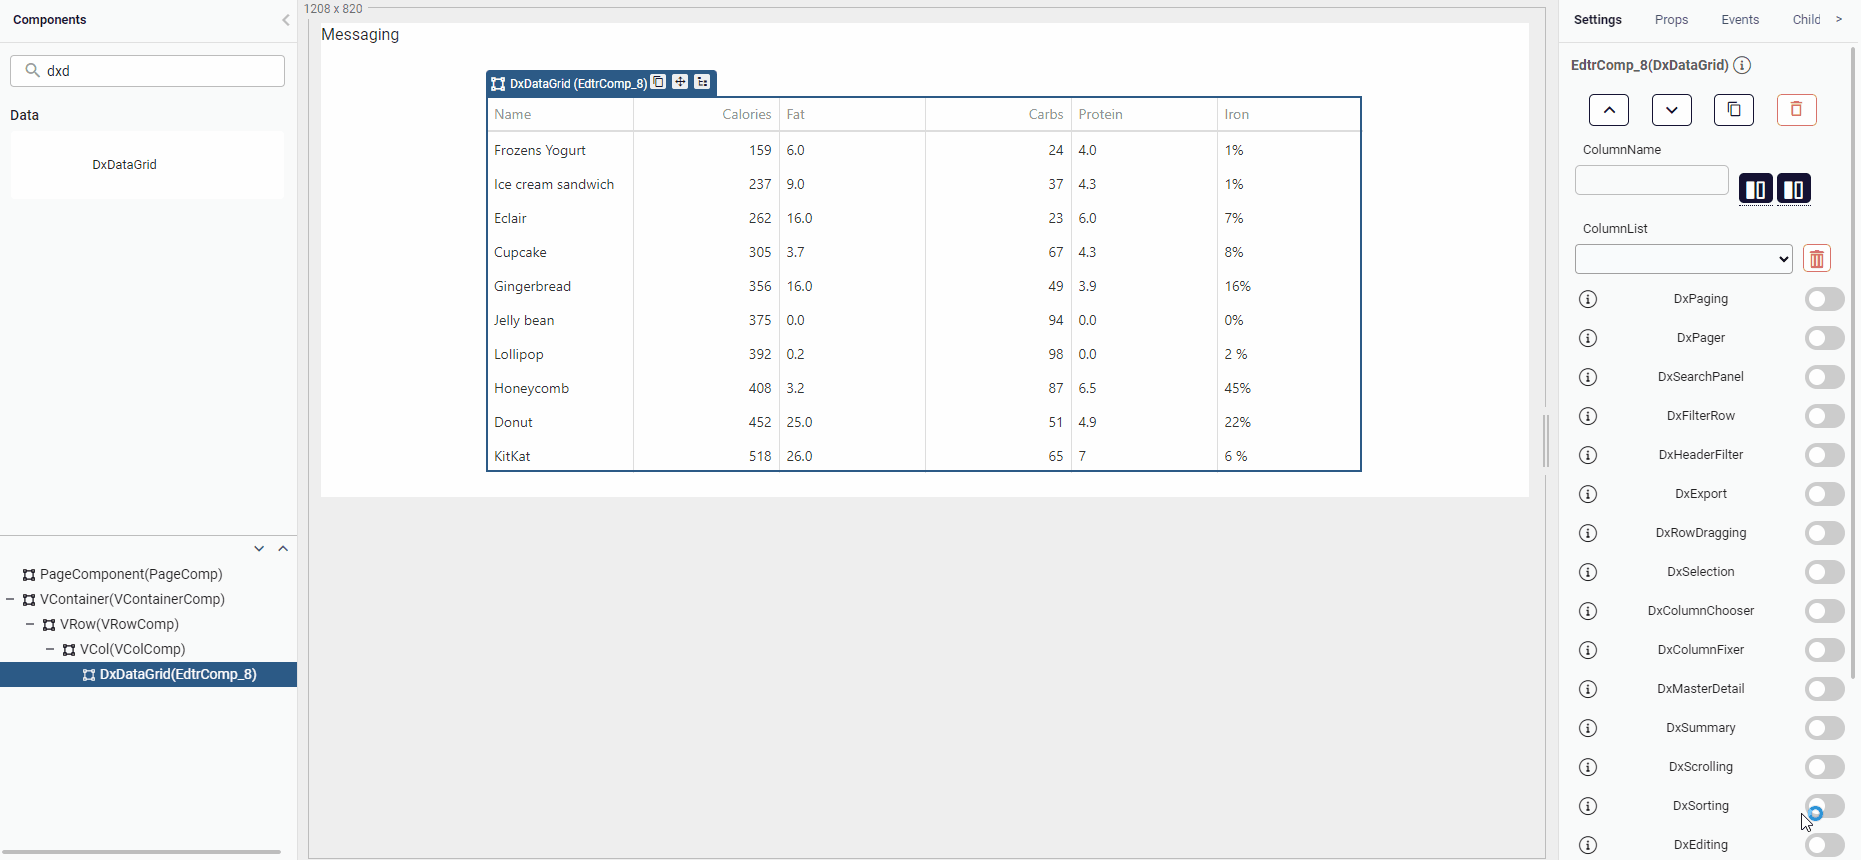 Components
dxd
Data
DxDataGrid
PageComponent(PageComp)
VContainer(VContainerComp)
VRow(VRowComp)
VCol(VColComp)
DxDataGrid(EdtrComp_8)
1208 x 820
Messaging
DxDataGrid (EdtrComp_8)
Name Calories Fat Carbs Protein Iron
Frozens Yogurt 159 6.0 24 4.0 1%
Ice cream sandwich 237 9.0 37 4.3 1%
Eclair 262 16.0 23 6.0 7%
Cupcake 305 3.7 67 4.3 8%
Gingerbread 356 16.0 49 3.9 16%
Jelly bean 375 0.0 94 0.0 0%
Lollipop 392 0.2 98 0.0 2 %
Honeycomb 408 3.2 87 6.5 45%
Donut 452 25.0 51 4.9 22%
KitKat 518 26.0 65 7 6 %
Settings Props Events Child >
EdtrComp_8(DxDataGrid)
ColumnName
ColumnList
DxPaging
DxPager
DxSearchPanel
DxFilterRow
DxHeaderFilter
DxExport
DxRowDragging
DxSelection
DxColumnChooser
DxColumnFixer
DxMasterDetail
DxSummary
DxScrolling
DxSorting
DxEditing